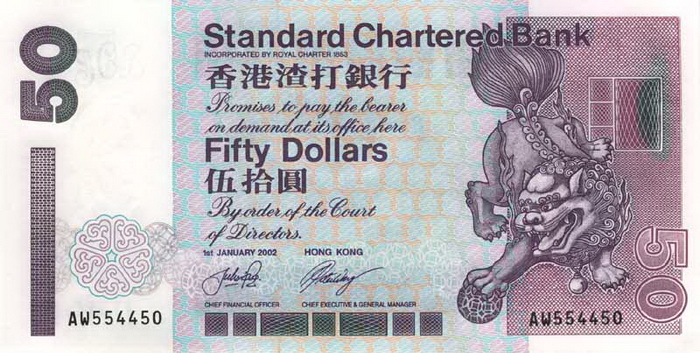 50
Standard Chartered Bank
INCORPORATED BY ROYAL CHARTER 1853
香港渣打銀行
Promises to pay the bearer
on demand at its office here
Fifty Dollars
伍拾圓
By order of the Court
of Directors.
1st JANUARY 2002 HONG KONG
CHIEF FINANCIAL OFFICER CHIEF EXECUTIVE & GENERAL MANAGER
AW554450 AW554450
50